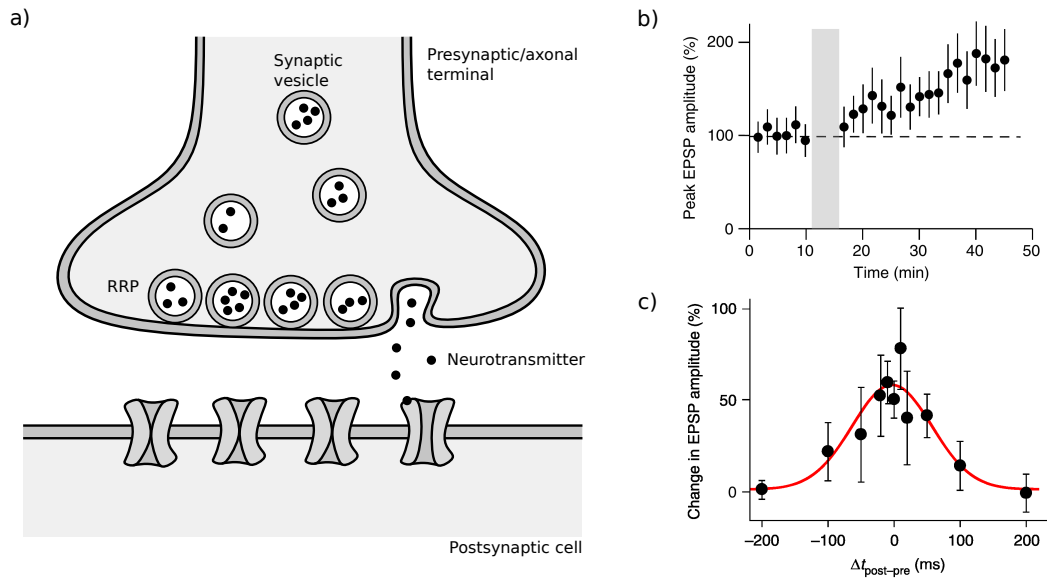 a)
Synaptic
vesicle
Presynaptic/axonal
terminal
RRP
Neurotransmitter
Postsynaptic cell
b)
Peak EPSP amplitude (%)
200
100
0
0 10 20 30 40 50
Time (min)
c)
Change in EPSP amplitude (%)
100
50
0
−200 −100 0 100 200
Δtpost–pre (ms)